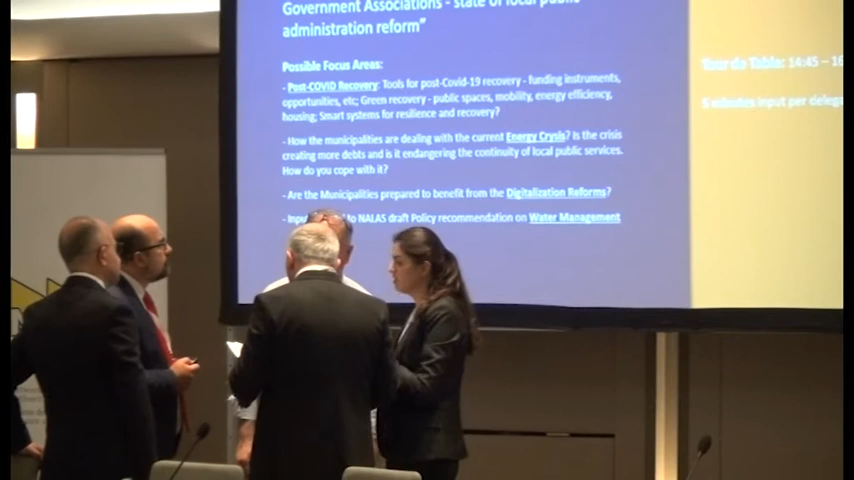 Government Associations - state of local public
administration reform"
Possible Focus Areas:
- Post-COVID Recovery: Tools for post-Covid-19 recovery - funding instruments,
opportunities, etc; Green recovery - public spaces, mobility, energy efficiency,
housing; Smart systems for resilience and recovery?
- How the municipalities are dealing with the current Energy Crysis? Is the crisis
creating more debts and is it endangering the continuity of local public services.
How do you cope with it?
- Are the Municipalities prepared to benefit from the Digitalization Reforms?
- to NALAS draft Policy recommendation on Water Management
Tour de Table: 14:45 –
5 minutes input per